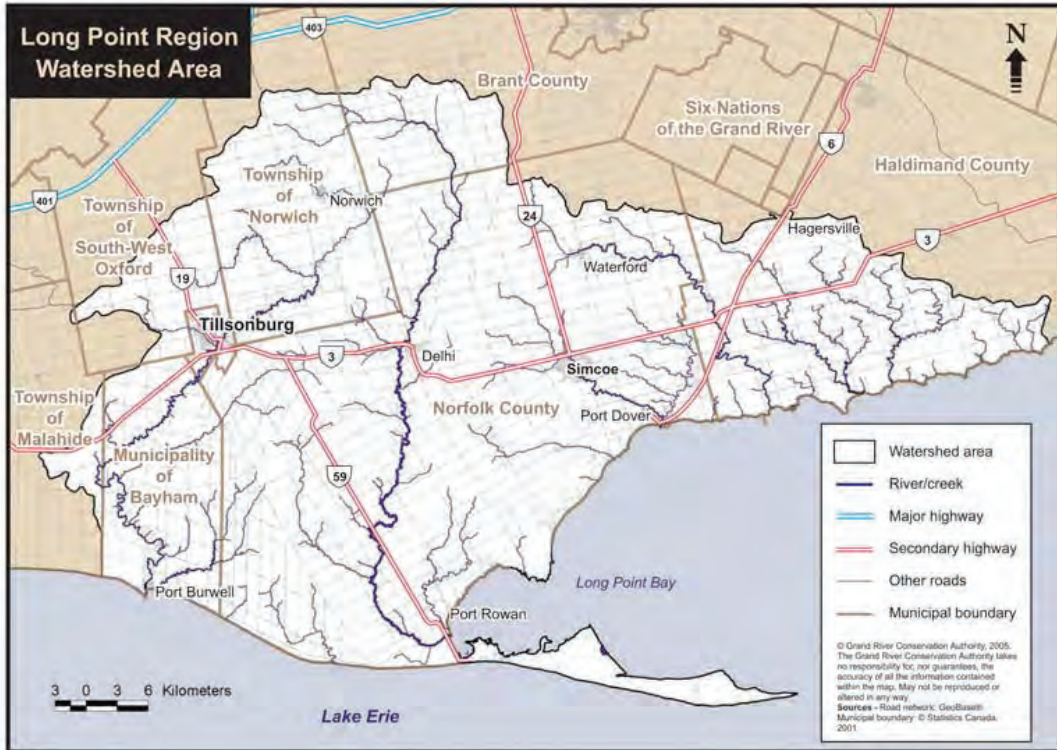 Long Point Region
Watershed Area
403
N
Brant County
Six Nations
of the Grand River
6
Haldimand County
401
Township
of
South-West
Oxford
Township
of
Norwich
Norwich
24
Hagersville
3
19
Waterford
Tillsonburg
3
Delhi
Simcoe
Township
of
Malahide
Norfolk County
Port Dover
Municipality
of
Bayham
59
Port Burwell
Port Rowan
Long Point Bay
3 0 3 6 Kilometers
Lake Erie
Watershed area
River/creek
Major highway
Secondary highway
Other roads
Municipal boundary
© Grand River Conservation Authority, 2005.
The Grand River Conservation Authority takes
no responsibility for, nor guarantees, the
accuracy of all the information contained
within the map. May not be reproduced or
altered in any way.
Sources - Road network: GeoBase®
Municipal boundary: © Statistics Canada,
2001